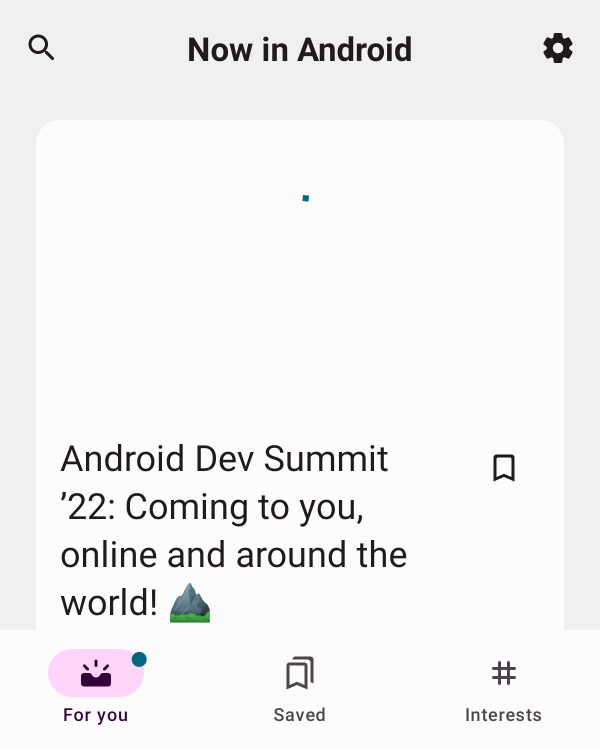 Now in Android
Android Dev Summit
’22: Coming to you,
online and around the
world! ⛰️
For you
Saved
Interests